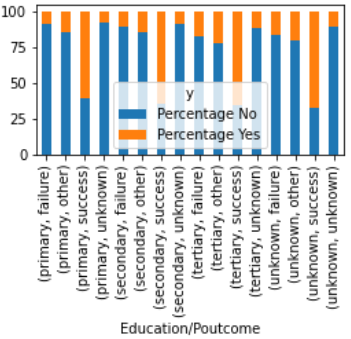 100
75
50
25
0
y
Percentage No
Percentage Yes
(primary, failure)
(primary, other)
(primary, success)
(primary, unknown)
(secondary, failure)
(secondary, other)
(secondary, success)
(secondary, unknown)
(tertiary, failure)
(tertiary, other)
(tertiary, success)
(tertiary, unknown)
(unknown, failure)
(unknown, other)
(unknown, success)
(unknown, unknown)
Education/Poutcome